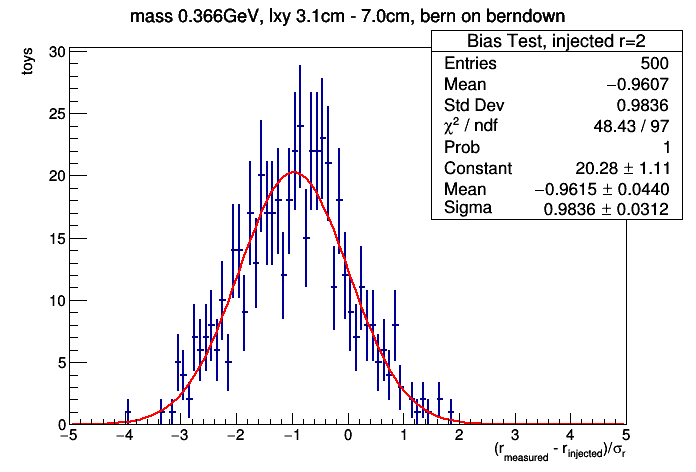 mass 0.366GeV, lxy 3.1cm - 7.0cm, bern on berndown
toys
Bias Test, injected r=2
Entries 500
Mean −0.9607
Std Dev 0.9836
χ² / ndf 48.43 / 97
Prob 1
Constant 20.28 ± 1.11
Mean −0.9615 ± 0.0440
Sigma 0.9836 ± 0.0312
30
25
20
15
10
5
0
−5 −4 −3 −2 −1 0 1 2 3 4 5
(r_measured - r_injected)/σ_r